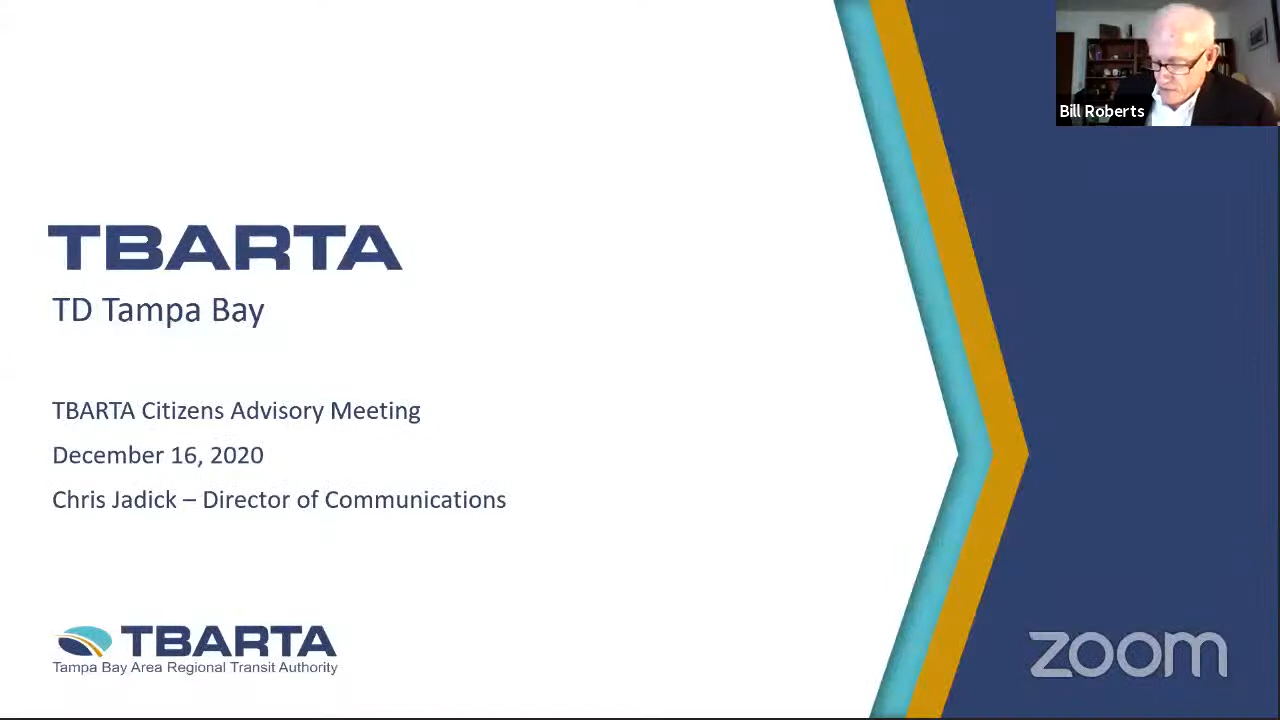 Bill Roberts
TBARTA
TD Tampa Bay
TBARTA Citizens Advisory Meeting
December 16, 2020
Chris Jadick – Director of Communications
TBARTA
Tampa Bay Area Regional Transit Authority
zoom